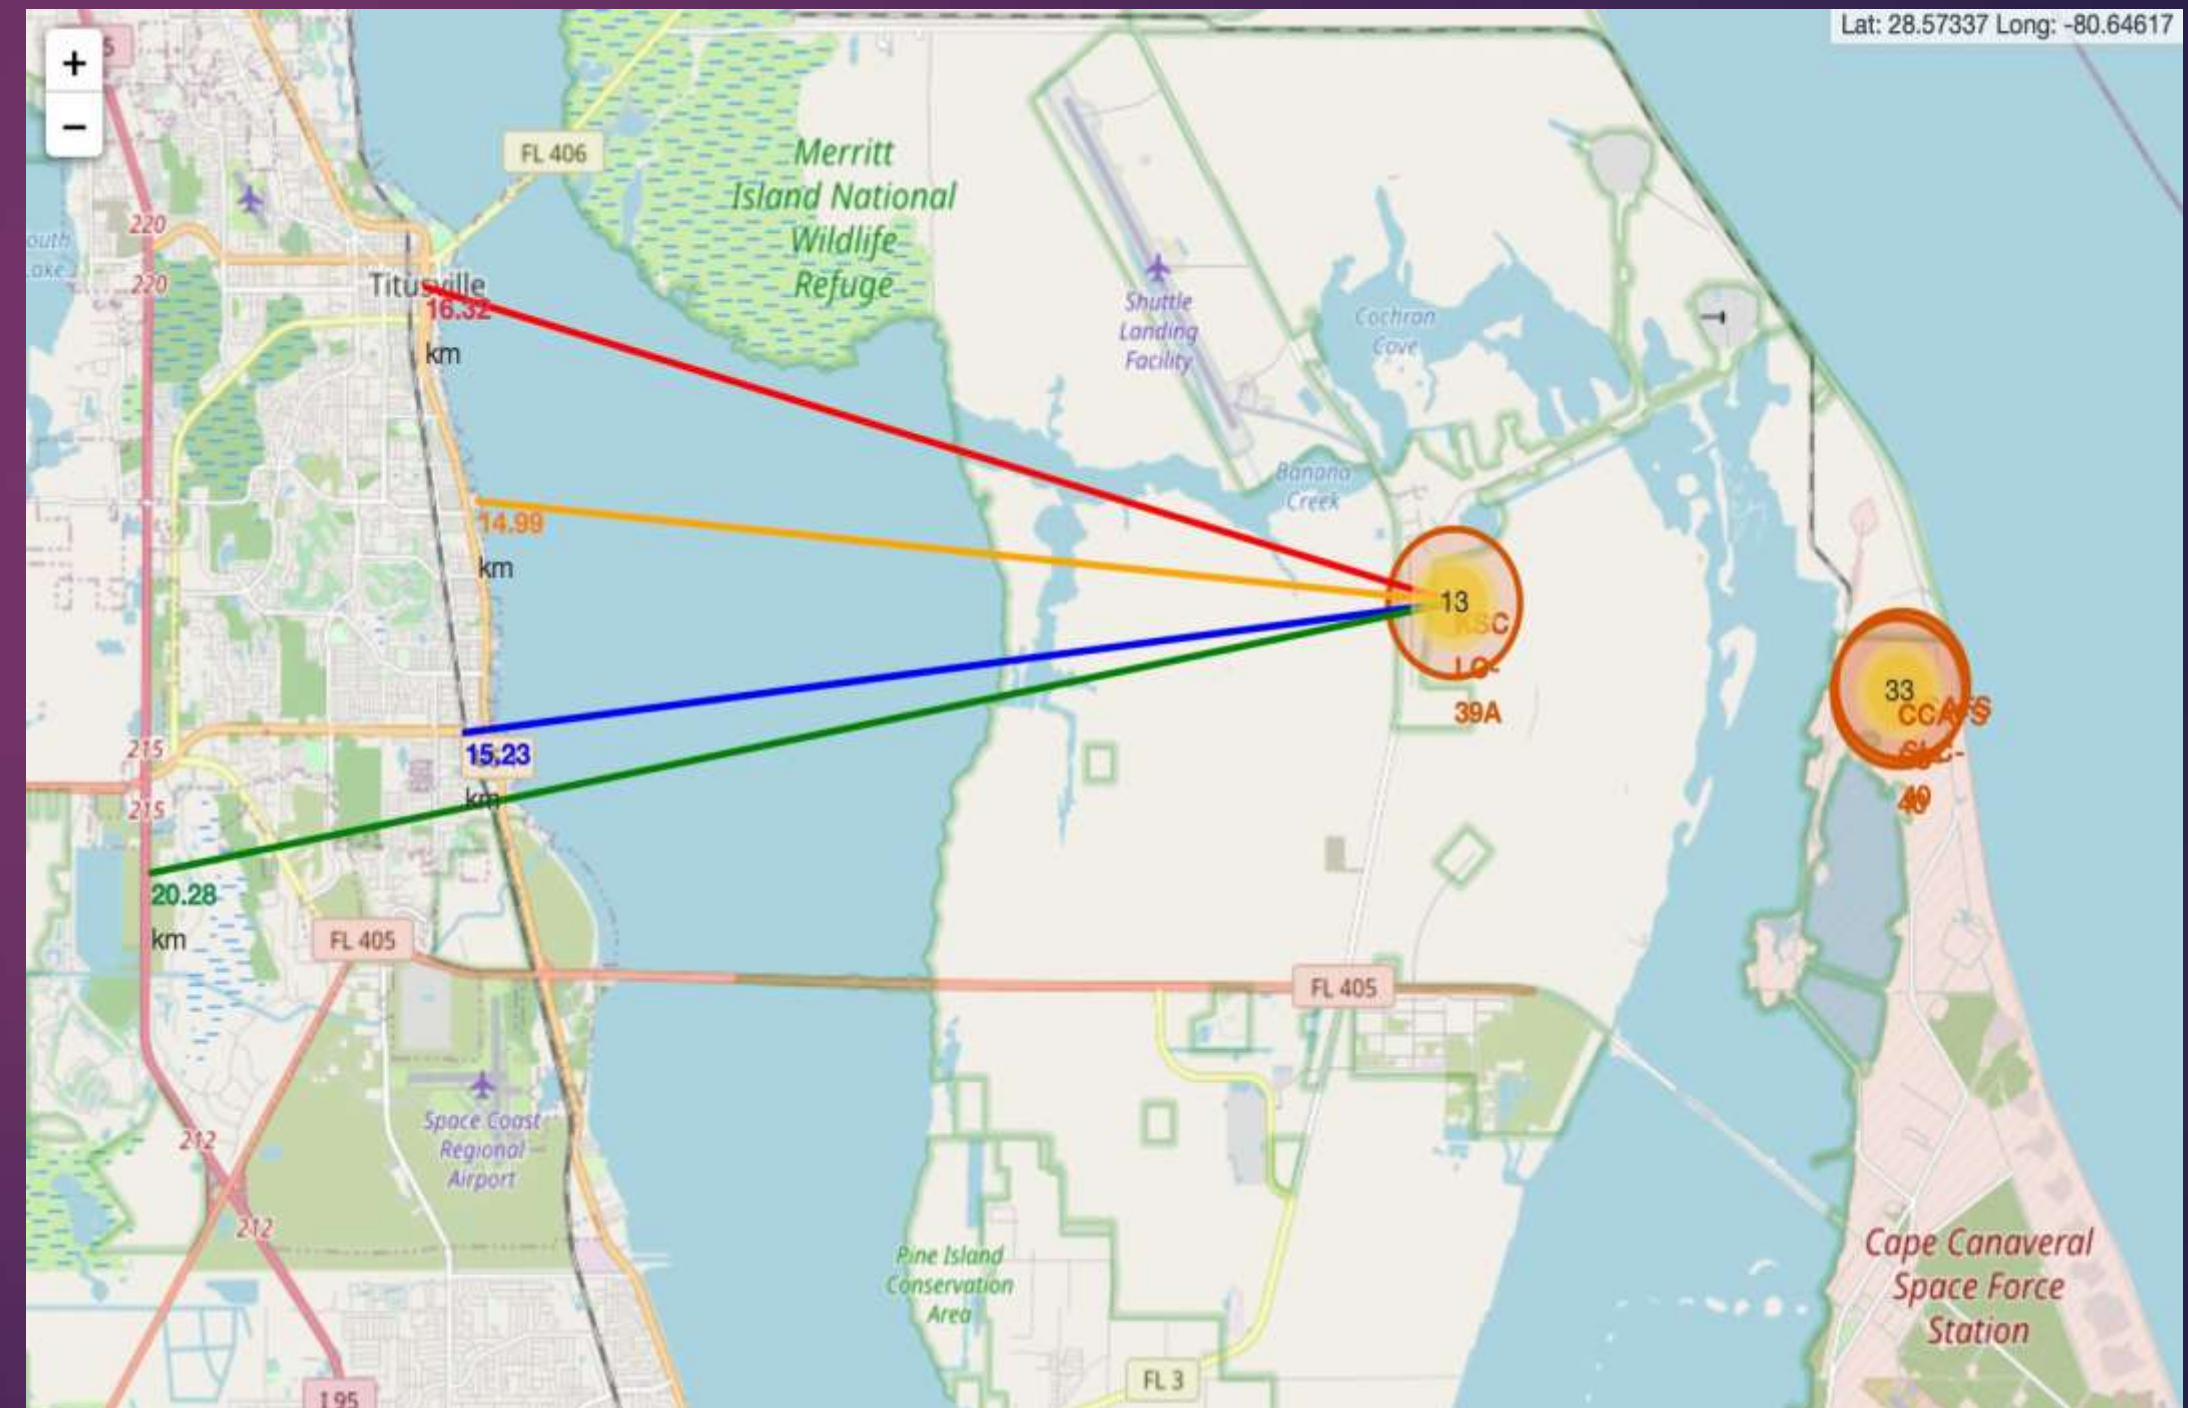 Lat: 28.57337 Long: -80.64617
+
−
5
FL 406
Merritt
Island National
Wildlife
Refuge
220
220
Titusville
16.32
km
Shuttle
Landing
Facility
Cochran
Cove
Banana
Creek
14.99
km
13
KSC
LC-
39A
33
40
215
215
15.23
km
20.28
km
FL 405
FL 405
Space Coast
Regional
Airport
212
212
Pine Island
Conservation
Area
Cape Canaveral
Space Force
Station
FL 3
I 95